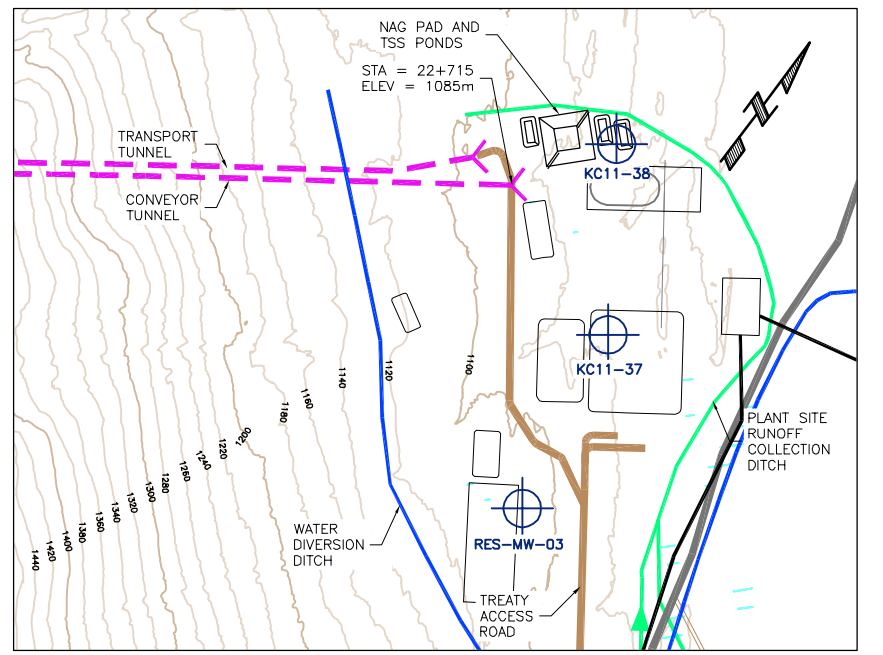 NAG PAD AND
TSS PONDS
STA = 22+715
ELEV = 1085m
TRANSPORT
TUNNEL
CONVEYOR
TUNNEL
KC11-38
KC11-37
1100
1120
1140
1160
1180
1200
1220
1240
1260
1280
1300
1320
1340
1360
1380
1400
1420
1440
PLANT SITE
RUNOFF
COLLECTION
DITCH
WATER
DIVERSION
DITCH
RES-MW-03
TREATY
ACCESS
ROAD